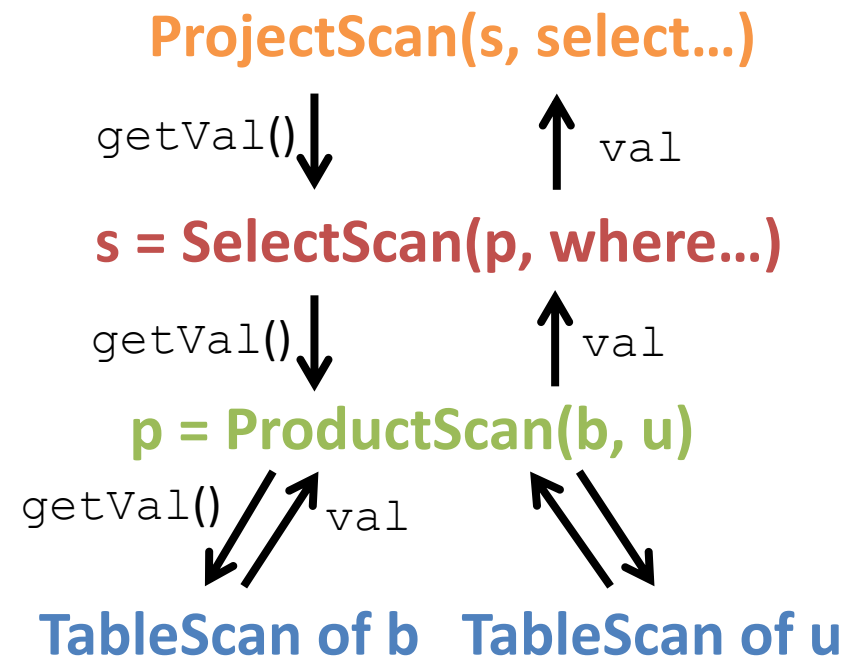 ProjectScan(s, select…)
getVal() val
s = SelectScan(p, where…)
getVal() val
p = ProductScan(b, u)
getVal() val
TableScan of b TableScan of u